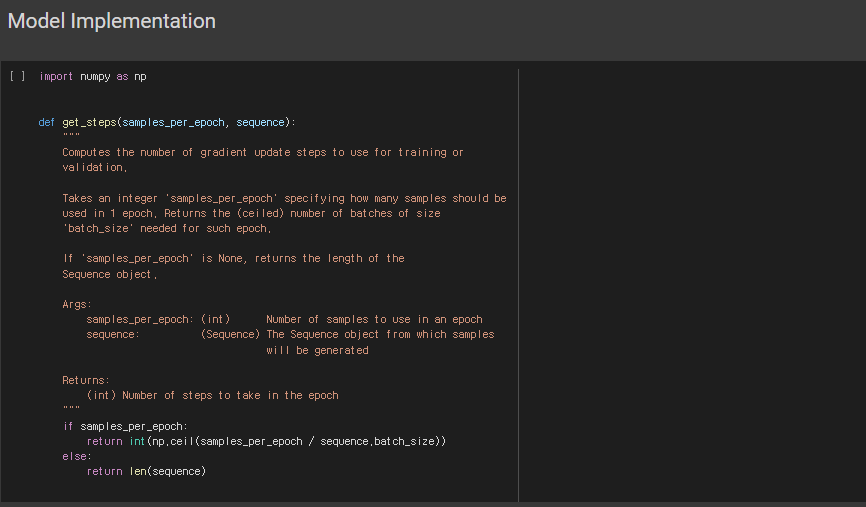 Model Implementation
[ ] import numpy as np
def get_steps(samples_per_epoch, sequence):
"""
Computes the number of gradient update steps to use for training or
validation.
Takes an integer 'samples_per_epoch' specifying how many samples should be
used in 1 epoch. Returns the (ceiled) number of batches of size
'batch_size' needed for such epoch.
If 'samples_per_epoch' is None, returns the length of the
Sequence object.
Args:
samples_per_epoch: (int) Number of samples to use in an epoch
sequence: (Sequence) The Sequence object from which samples
will be generated
Returns:
(int) Number of steps to take in the epoch
"""
if samples_per_epoch:
return int(np.ceil(samples_per_epoch / sequence.batch_size))
else:
return len(sequence)